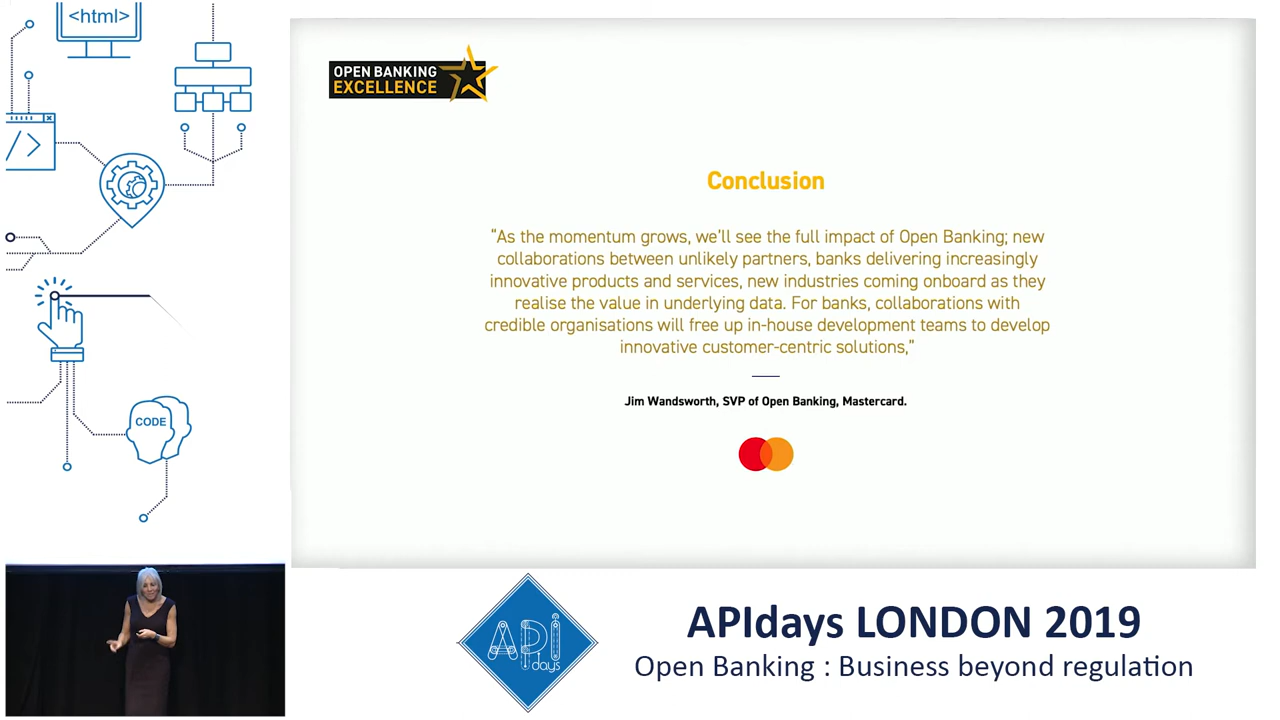 <html>
</>
CODE
OPEN BANKING
EXCELLENCE
Conclusion
“As the momentum grows, we’ll see the full impact of Open Banking; new
collaborations between unlikely partners, banks delivering increasingly
innovative products and services, new industries coming onboard as they
realise the value in underlying data. For banks, collaborations with
credible organisations will free up in-house development teams to develop
innovative customer-centric solutions,”
Jim Wandsworth, SVP of Open Banking, Mastercard.
API
days
APIdays LONDON 2019
Open Banking : Business beyond regulation